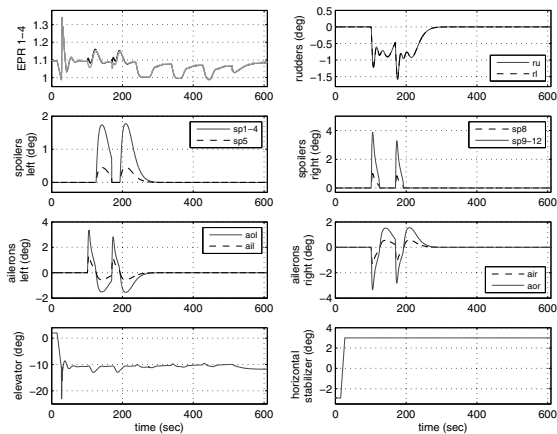 EPR 1−4
1.3
1.2
1.1
1
0 200 400 600
rudders (deg)
0.5
0
−0.5
−1
−1.5
ru
rl
0 200 400 600
spoilers
left (deg)
2
1
0
sp1−4
sp5
0 200 400 600
spoilers
right (deg)
4
2
0
sp8
sp9−12
0 200 400 600
ailerons
left (deg)
4
2
0
−2
aol
ail
0 200 400 600
ailerons
right (deg)
2
0
−2
−4
air
aor
0 200 400 600
elevator (deg)
0
−10
−20
0 200 400 600
time (sec)
horizontal
stabilizer (deg)
2
0
−2
0 200 400 600
time (sec)